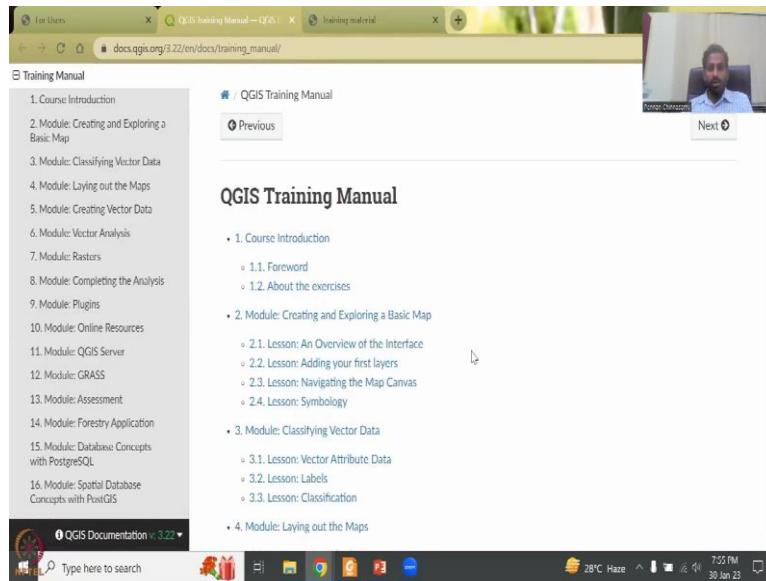 For Users
QGIS Training Manual — QGIS
Training material
docs.qgis.org/3.22/en/docs/training_manual/
Training Manual
1. Course Introduction
2. Module: Creating and Exploring a
Basic Map
3. Module: Classifying Vector Data
4. Module: Laying out the Maps
5. Module: Creating Vector Data
6. Module: Vector Analysis
7. Module: Rasters
8. Module: Completing the Analysis
9. Module: Plugins
10. Module: Online Resources
11. Module: QGIS Server
12. Module: GRASS
13. Module: Assessment
14. Module: Forestry Application
15. Module: Database Concepts
with PostgreSQL
16. Module: Spatial Database
Concepts with PostGIS
QGIS Documentation v: 3.22
/ QGIS Training Manual
Previous
Next
QGIS Training Manual
• 1. Course Introduction
◦ 1.1. Foreword
◦ 1.2. About the exercises
• 2. Module: Creating and Exploring a Basic Map
◦ 2.1. Lesson: An Overview of the Interface
◦ 2.2. Lesson: Adding your first layers
◦ 2.3. Lesson: Navigating the Map Canvas
◦ 2.4. Lesson: Symbology
• 3. Module: Classifying Vector Data
◦ 3.1. Lesson: Vector Attribute Data
◦ 3.2. Lesson: Labels
◦ 3.3. Lesson: Classification
• 4. Module: Laying out the Maps
Pennan Chinnasamy
NPTEL
Type here to search
28°C Haze
7:55 PM
30 Jan 23